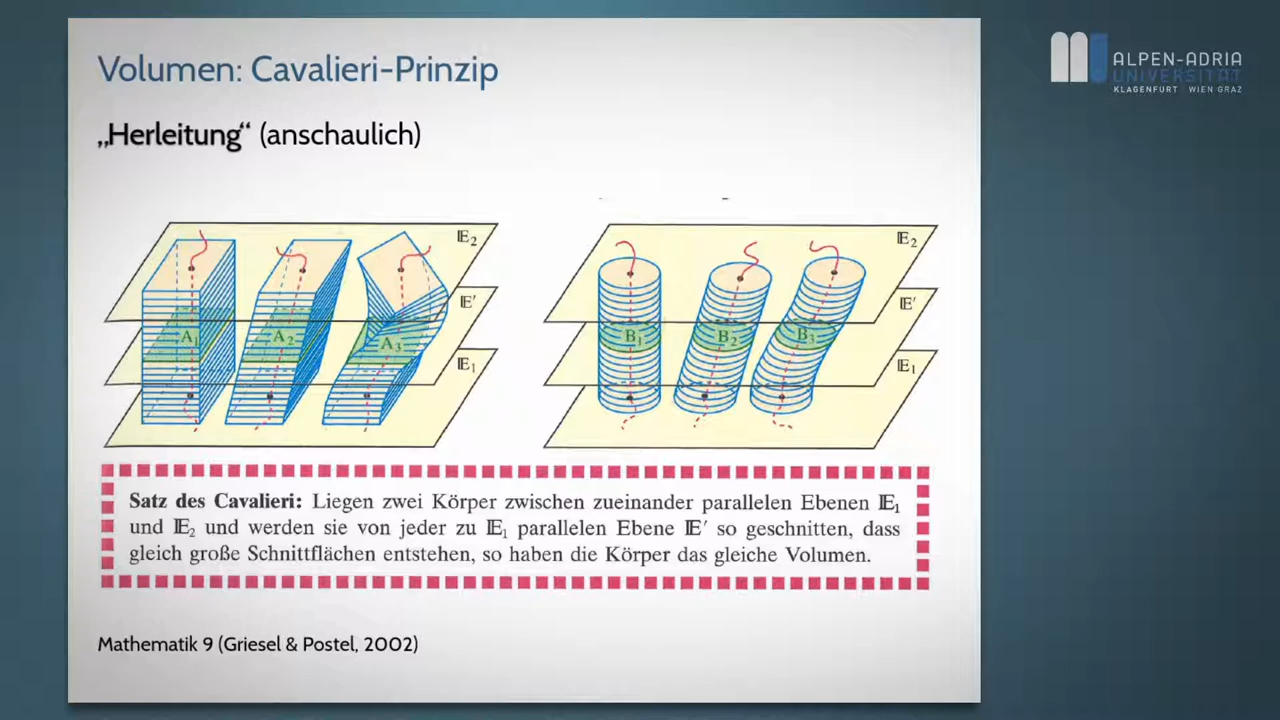 Volumen: Cavalieri-Prinzip
„Herleitung“ (anschaulich)
ALPEN-ADRIA
UNIVERSITÄT
KLAGENFURT WIEN GRAZ
E₂
E'
E₁
A₁
A₂
A₃
E₂
E'
E₁
B₁
B₂
B₃
Satz des Cavalieri: Liegen zwei Körper zwischen zueinander parallelen Ebenen E₁
und E₂ und werden sie von jeder zu E₁ parallelen Ebene E' so geschnitten, dass
gleich große Schnittflächen entstehen, so haben die Körper das gleiche Volumen.
Mathematik 9 (Griesel & Postel, 2002)